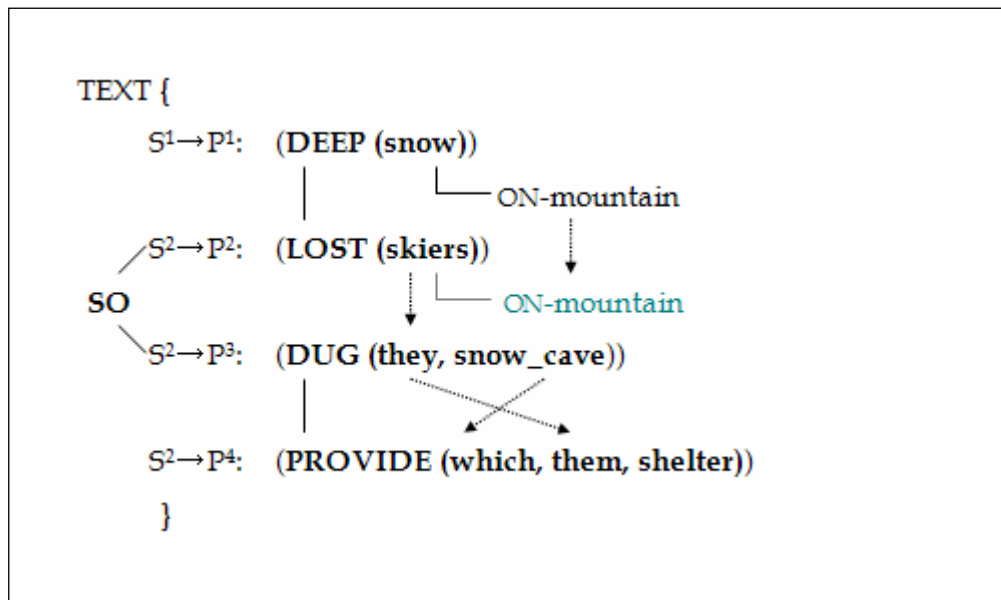 TEXT {
S¹→P¹: (DEEP (snow))
ON-mountain
S²→P²: (LOST (skiers))
SO
ON-mountain
S²→P³: (DUG (they, snow_cave))
S²→P⁴: (PROVIDE (which, them, shelter))
}